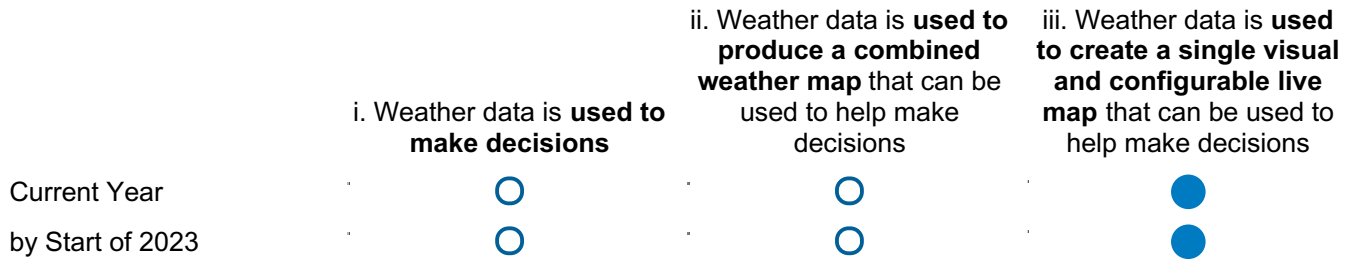 i. Weather data is used to
make decisions
ii. Weather data is used to
produce a combined
weather map that can be
used to help make
decisions
iii. Weather data is used
to create a single visual
and configurable live
map that can be used to
help make decisions
Current Year
by Start of 2023